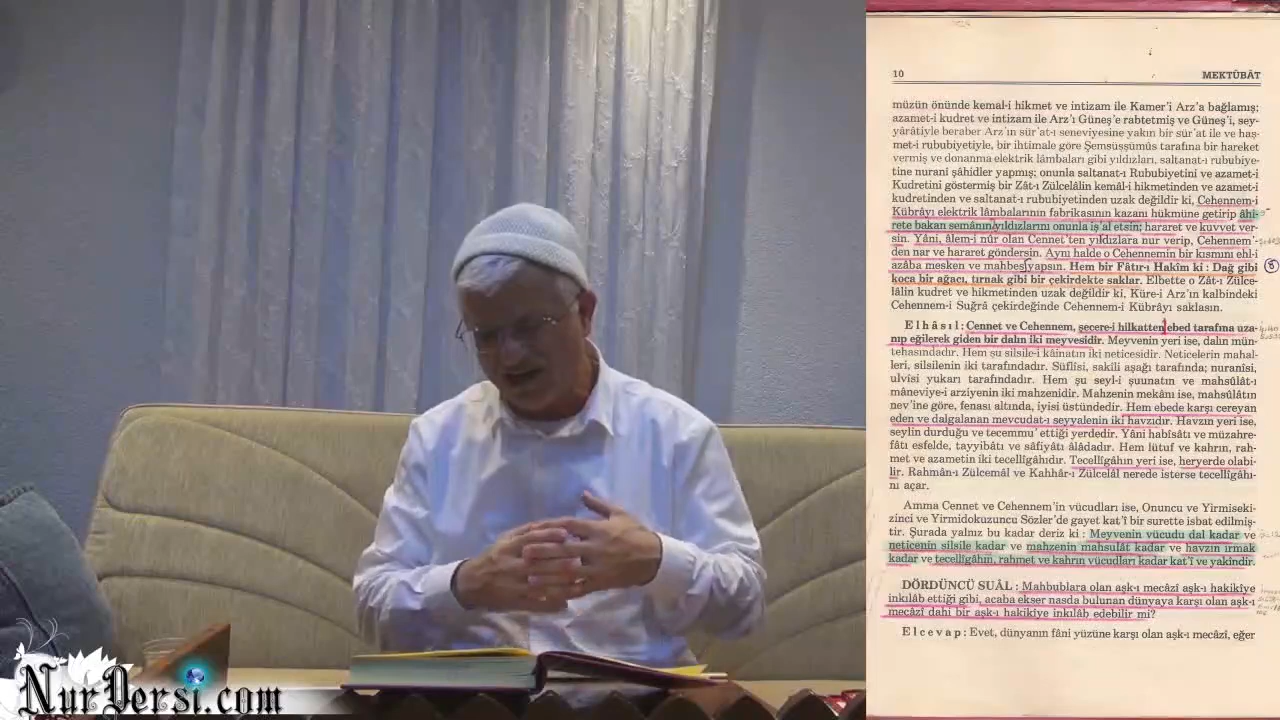 10 MEKTÛBÂT
müzün önünde kemal-i hikmet ve intizam ile Kamer'i Arz'a bağlamış;
azamet-i kudret ve intizam ile Arz'ı Güneş'e rabtetmiş ve Güneş'i, sey-
yârâtiyle beraber Arz'ın sür'at-ı seneviyesine yakın bir sür'at ile ve haş-
met-i rububiyetiyle, bir ihtimale göre Şemsüşşümûs tarafına bir hareket
vermiş ve donanma elektrik lâmbaları gibi yıldızları, saltanat-ı rububiye-
tine nuranî şâhidler yapmış; onunla saltanat-ı Rububiyetini ve azamet-i
Kudretini göstermiş bir Zât-ı Zülcelâlin kemâl-i hikmetinden ve azamet-i
kudretinden ve saltanat-ı rububiyetinden uzak değildir ki, Cehennem-i
Kübrâyı elektrik lâmbalarının fabrikasının kazanı hükmüne getirip âhi-
rete bakan semânın yıldızlarını onunla iş'al etsin; hararet ve kuvvet ver-
sin. Yâni, âlem-i nûr olan Cennet'ten yıldızlara nur verip, Cehennem'-
den nar ve hararet göndersin. Aynı halde o Cehennemin bir kısmını ehl-i
azâba mesken ve mahbes yapsın. Hem bir Fâtır-ı Hakîm ki : Dağ gibi
koca bir ağacı, tırnak gibi bir çekirdekte saklar. Elbette o Zât-ı Zülce-
lâlin kudret ve hikmetinden uzak değildir ki, Küre-i Arz'ın kalbindeki
Cehennem-i Suğrâ çekirdeğinde Cehennem-i Kübrâyı saklasın.
Elhâsıl : Cennet ve Cehennem, şecere-i hilkatten ebed tarafına uza-
nıp eğilerek giden bir dalın iki meyvesidir. Meyvenin yeri ise, dalın mün-
tehasındadır. Hem şu silsile-i kâinatın iki neticesidir. Neticelerin mahal-
leri, silsilenin iki tarafındadır. Süflîsi, sakîli aşağı tarafında; nuranîsi,
ulvîsi yukarı tarafındadır. Hem şu seyl-i şuunatın ve mahsûlât-ı
mâneviye-i arziyenin iki mahzenidir. Mahzenin mekânı ise, mahsûlâtın
nev'ine göre, fenası altında, iyisi üstündedir. Hem ebede karşı cereyan
eden ve dalgalanan mevcudat-ı seyyalenin iki havzıdır. Havzın yeri ise,
seylin durduğu ve tecemmu' ettiği yerdedir. Yâni habîsâtı ve müzahre-
fâtı esfelde, tayyibâtı ve sâfiyâtı âlâdadır. Hem lütuf ve kahrın, rah-
met ve azametin iki tecellîgâhıdır. Tecellîgâhın yeri ise, heryerde olabi-
lir. Rahmân-ı Zülcemâl ve Kahhâr-ı Zülcelâl nerede isterse tecellîgâhı-
nı açar.
Amma Cennet ve Cehennem'in vücudları ise, Onuncu ve Yirmiseki-
zinci ve Yirmidokuzuncu Sözler'de gayet kat'î bir surette isbat edilmiş-
tir. Şurada yalnız bu kadar deriz ki : Meyvenin vücudu dal kadar ve
neticenin silsile kadar ve mahzenin mahsulât kadar ve havzın ırmak
kadar ve tecellîgâhın, rahmet ve kahrın vücudları kadar kat'î ve yakîndir.
DÖRDÜNCÜ SUÂL : Mahbublara olan aşk-ı mecâzî aşk-ı hakikîye
inkılâb ettiği gibi, acaba ekser nasda bulunan dünyaya karşı olan aşk-ı
mecâzî dahi bir aşk-ı hakikîye inkılâb edebilir mi?
Elcevap : Evet, dünyanın fâni yüzüne karşı olan aşk-ı mecâzî, eğer
NurDersi.com